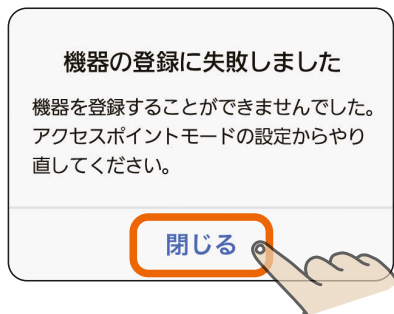 機器の登録に失敗しました
機器を登録することができませんでした。
アクセスポイントモードの設定からやり
直してください。
閉じる